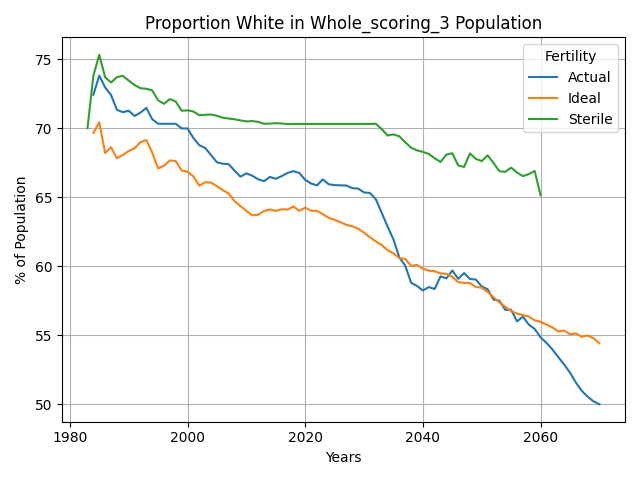 Proportion White in Whole_scoring_3 Population
Fertility
Actual
Ideal
Sterile
% of Population
75
70
65
60
55
50
1980
2000
2020
2040
2060
Years